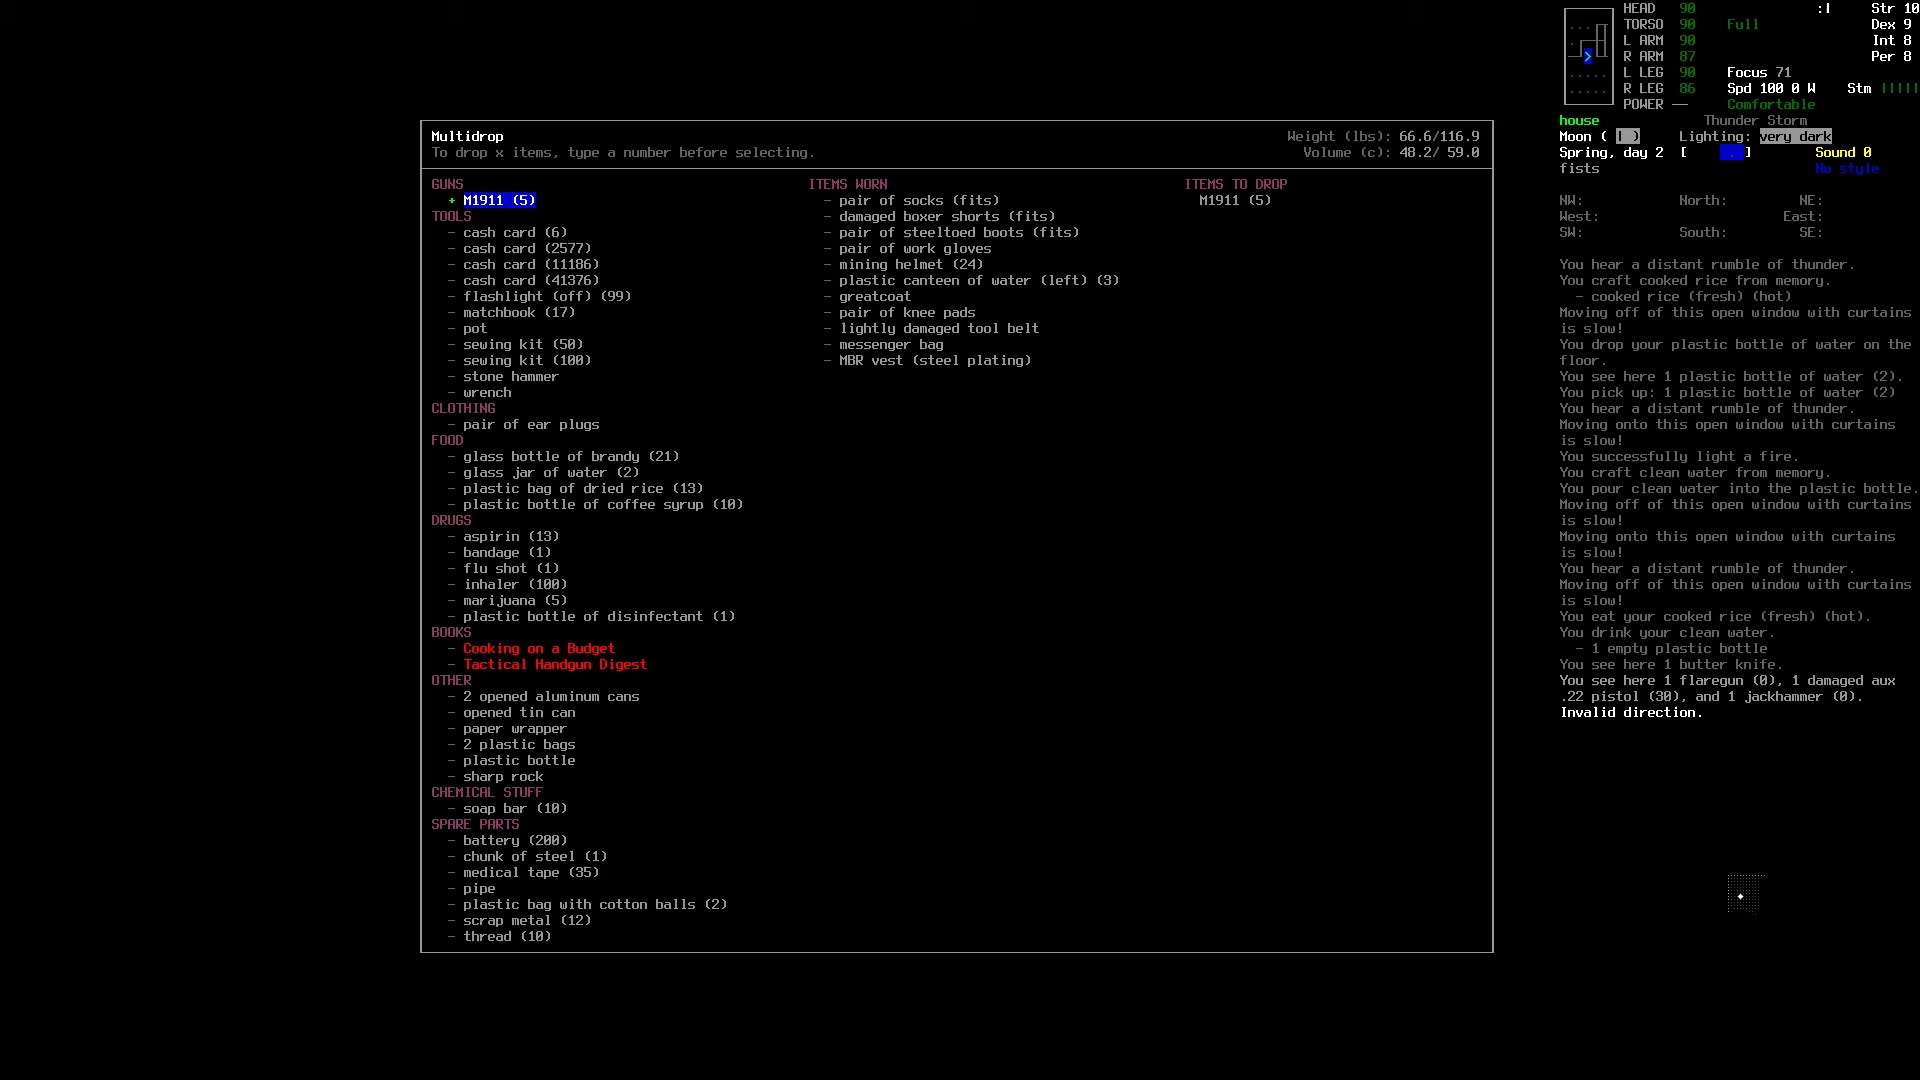 Multidrop
To drop x items, type a number before selecting.
Weight (lbs): 66.6/116.9
Volume (c): 48.2/ 59.0
GUNS
+ M1911 (5)
TOOLS
- cash card (6)
- cash card (2577)
- cash card (11186)
- cash card (41376)
- flashlight (off) (99)
- matchbook (17)
- pot
- sewing kit (50)
- sewing kit (100)
- stone hammer
- wrench
CLOTHING
- pair of ear plugs
FOOD
- glass bottle of brandy (21)
- glass jar of water (2)
- plastic bag of dried rice (13)
- plastic bottle of coffee syrup (10)
DRUGS
- aspirin (13)
- bandage (1)
- flu shot (1)
- inhaler (100)
- marijuana (5)
- plastic bottle of disinfectant (1)
BOOKS
- Cooking on a Budget
- Tactical Handgun Digest
OTHER
- 2 opened aluminum cans
- opened tin can
- paper wrapper
- 2 plastic bags
- plastic bottle
- sharp rock
CHEMICAL STUFF
- soap bar (10)
SPARE PARTS
- battery (200)
- chunk of steel (1)
- medical tape (35)
- pipe
- plastic bag with cotton balls (2)
- scrap metal (12)
- thread (10)
ITEMS WORN
- pair of socks (fits)
- damaged boxer shorts (fits)
- pair of steeltoed boots (fits)
- pair of work gloves
- mining helmet (24)
- plastic canteen of water (left) (3)
- greatcoat
- pair of knee pads
- lightly damaged tool belt
- messenger bag
- MBR vest (steel plating)
ITEMS TO DROP
M1911 (5)
HEAD 90 :| Str 10
TORSO 90 Full Dex 9
L ARM 90 Int 8
R ARM 87 Per 8
L LEG 90 Focus 71
R LEG 86 Spd 100 0 W Stm |||||
POWER — Comfortable
house Thunder Storm
Moon ( | ) Lighting: very dark
Spring, day 2 [ . ] Sound 0
fists No style
NW: North: NE:
West: East:
SW: South: SE:
You hear a distant rumble of thunder.
You craft cooked rice from memory.
- cooked rice (fresh) (hot)
Moving off of this open window with curtains
is slow!
You drop your plastic bottle of water on the
floor.
You see here 1 plastic bottle of water (2).
You pick up: 1 plastic bottle of water (2)
You hear a distant rumble of thunder.
Moving onto this open window with curtains
is slow!
You successfully light a fire.
You craft clean water from memory.
You pour clean water into the plastic bottle.
Moving off of this open window with curtains
is slow!
Moving onto this open window with curtains
is slow!
You hear a distant rumble of thunder.
Moving off of this open window with curtains
is slow!
You eat your cooked rice (fresh) (hot).
You drink your clean water.
- 1 empty plastic bottle
You see here 1 butter knife.
You see here 1 flaregun (0), 1 damaged aux
.22 pistol (30), and 1 jackhammer (0).
Invalid direction.